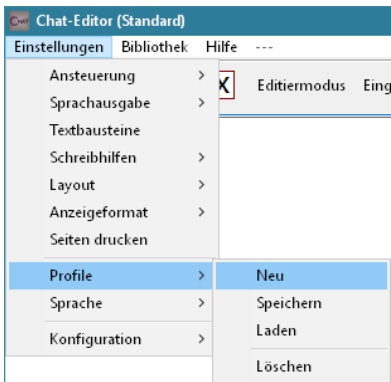 Chat-Editor (Standard)
Einstellungen Bibliothek Hilfe ---
Ansteuerung >
X Editiermodus Eing
Sprachausgabe >
Textbausteine
Schreibhilfen >
Layout >
Anzeigeformat >
Seiten drucken
Profile > Neu
Sprache > Speichern
Laden
Konfiguration >
Löschen